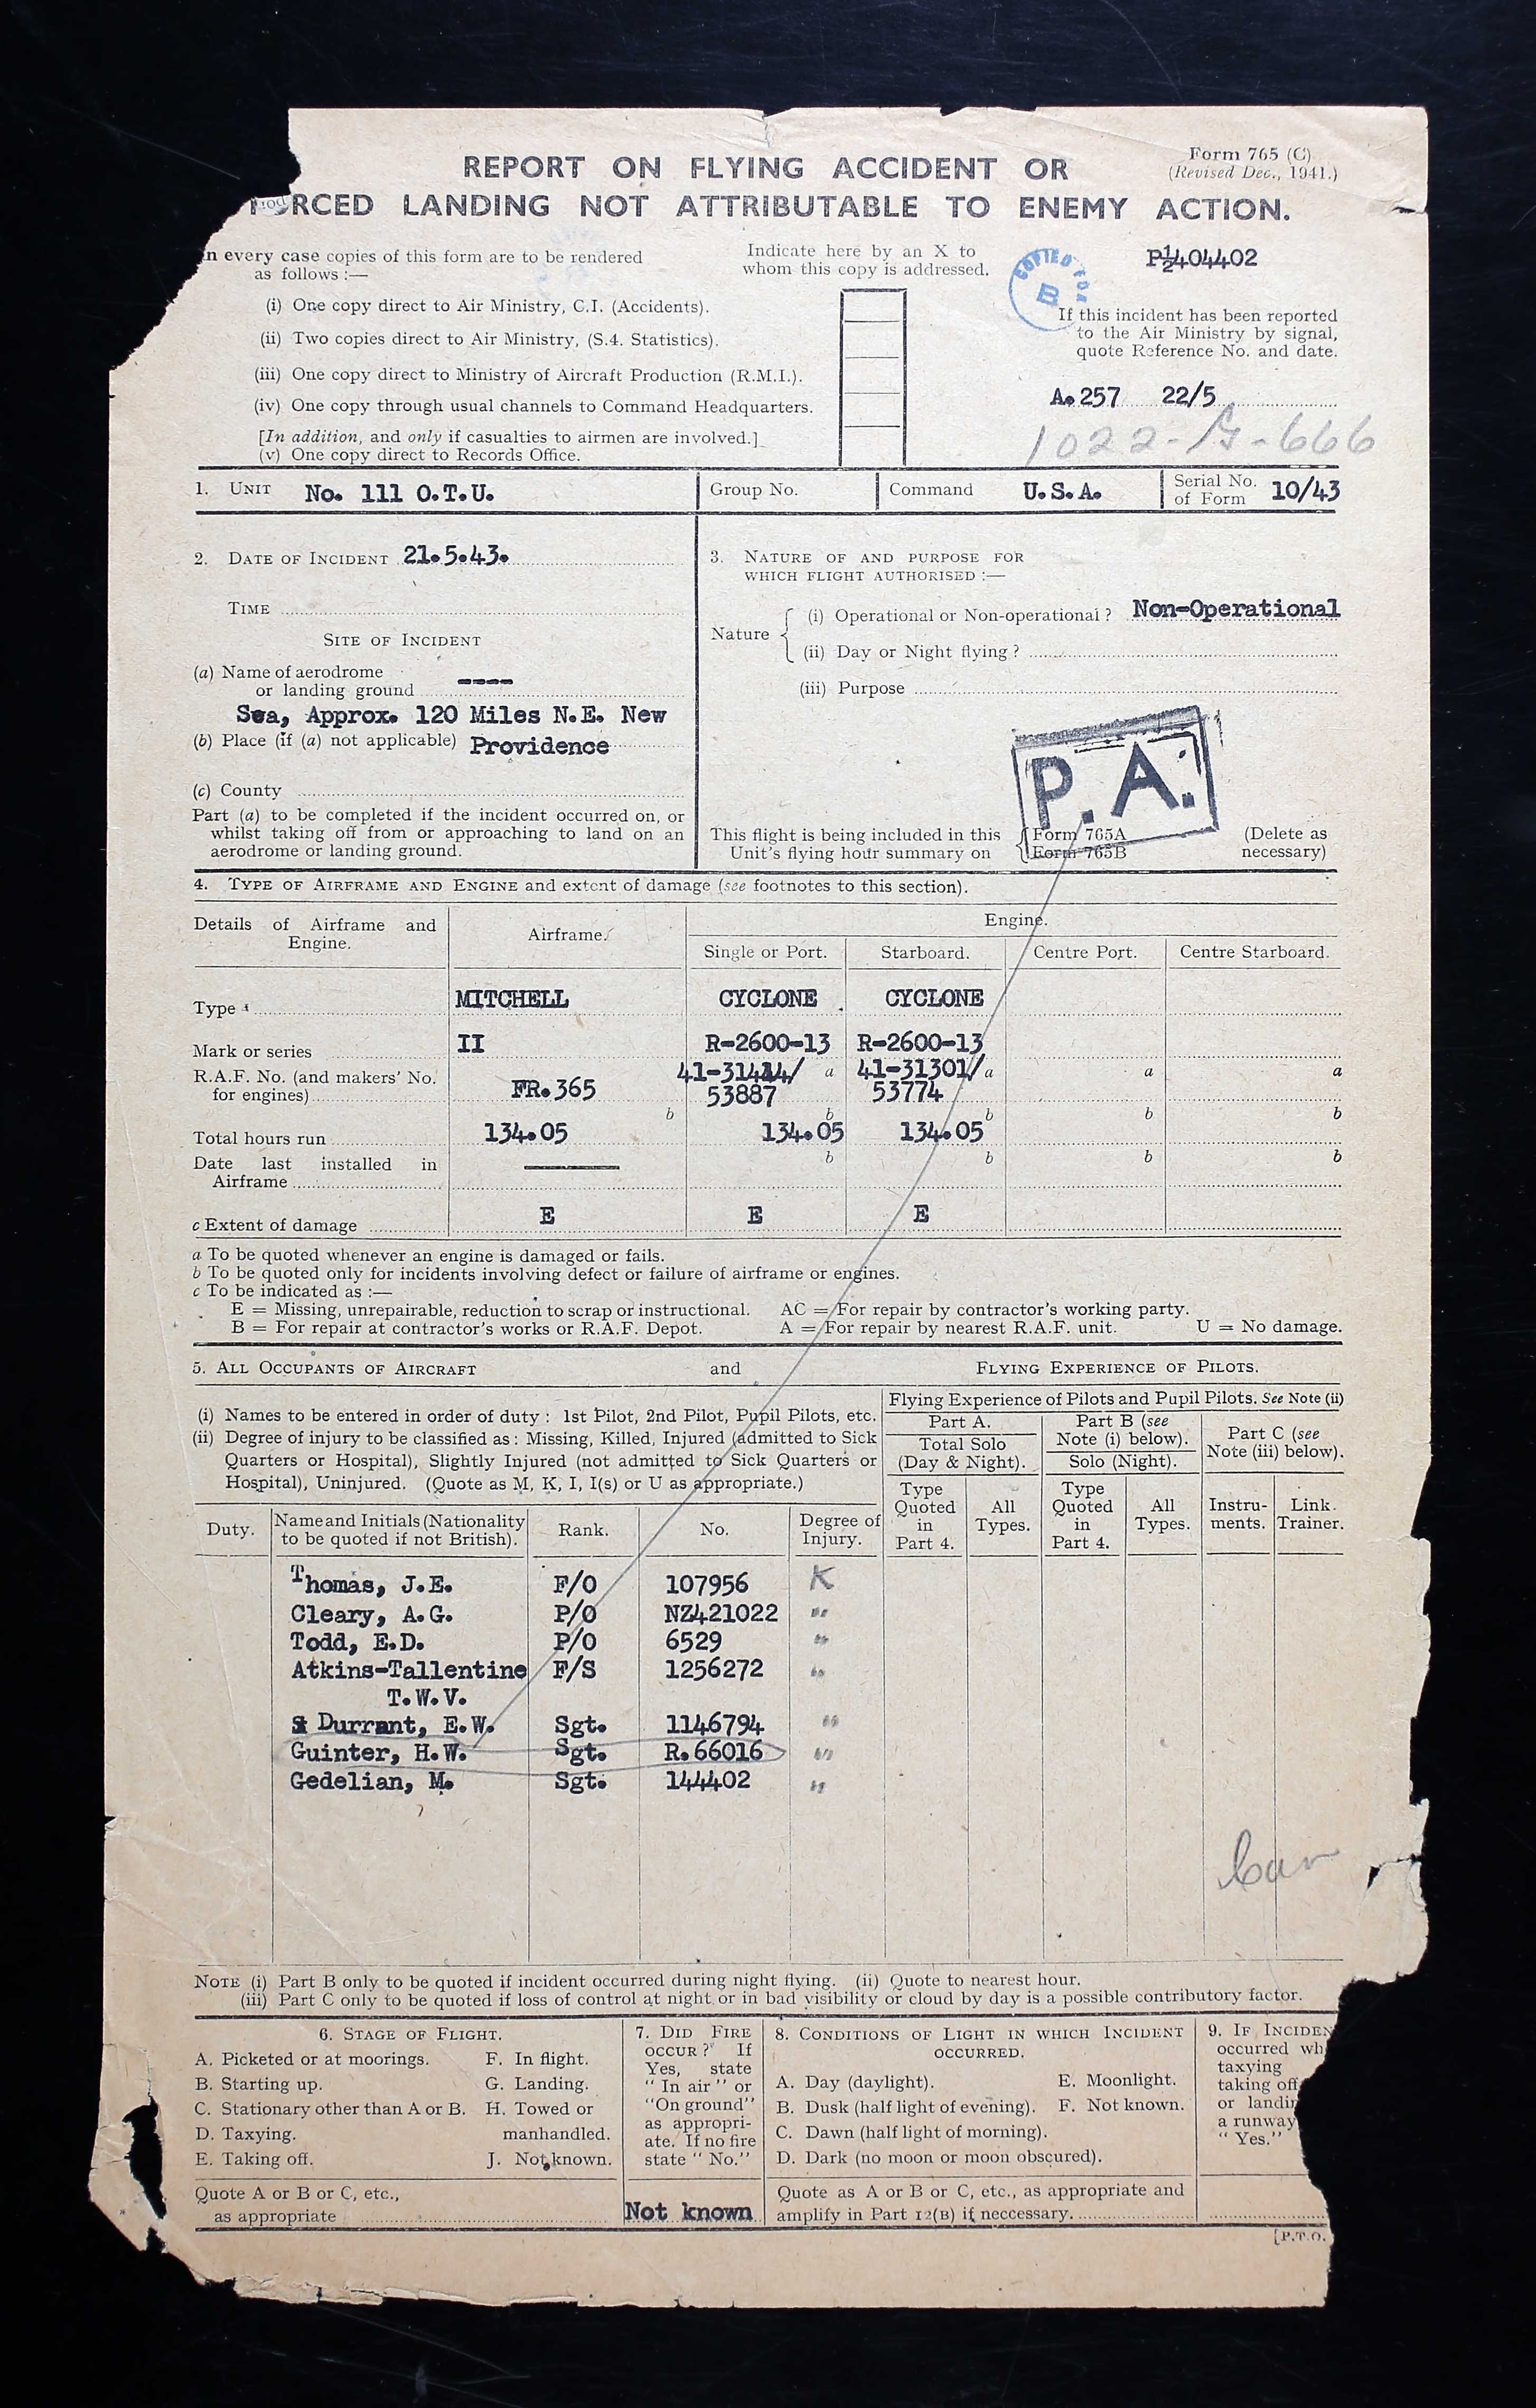 REPORT ON FLYING ACCIDENT OR
FORCED LANDING NOT ATTRIBUTABLE TO ENEMY ACTION.
Form 765 (C)
(Revised Dec., 1941.)
n every case copies of this form are to be rendered
as follows :—
Indicate here by an X to
whom this copy is addressed.
COPIED FOR
B
P½404402
(i) One copy direct to Air Ministry, C.I. (Accidents).
(ii) Two copies direct to Air Ministry, (S.4. Statistics).
(iii) One copy direct to Ministry of Aircraft Production (R.M.I.).
(iv) One copy through usual channels to Command Headquarters.
[In addition, and only if casualties to airmen are involved.]
(v) One copy direct to Records Office.
If this incident has been reported
to the Air Ministry by signal,
quote Reference No. and date.
A.257 22/5
1022-G-666
1. UNIT No. 111 O.T.U.
Group No.
Command U.S.A.
Serial No.
of Form 10/43
2. DATE OF INCIDENT 21.5.43.
TIME
SITE OF INCIDENT
(a) Name of aerodrome
or landing ground ----
Sea, Approx. 120 Miles N.E. New
(b) Place (if (a) not applicable) Providence
(c) County
Part (a) to be completed if the incident occurred on, or
whilst taking off from or approaching to land on an
aerodrome or landing ground.
3. NATURE OF AND PURPOSE FOR
WHICH FLIGHT AUTHORISED :—
Nature
(i) Operational or Non-operational ? Non-Operational
(ii) Day or Night flying ?
(iii) Purpose
P.A.
This flight is being included in this
Unit's flying hour summary on
Form 765A
Form 765B
(Delete as
necessary)
4. TYPE OF AIRFRAME AND ENGINE and extent of damage (see footnotes to this section).
Details of Airframe and
Engine.
Airframe.
Engine.
Single or Port. Starboard. Centre Port. Centre Starboard.
Type MITCHELL CYCLONE CYCLONE
Mark or series II R-2600-13 R-2600-13
R.A.F. No. (and makers' No.
for engines) FR.365 41-31414/ a 41-31301/ a a a
53887 53774
b b b b b
Total hours run 134.05 134.05 134.05
Date last installed in
Airframe
b b b b
c Extent of damage E E E
a To be quoted whenever an engine is damaged or fails.
b To be quoted only for incidents involving defect or failure of airframe or engines.
c To be indicated as :—
E = Missing, unrepairable, reduction to scrap or instructional. AC = For repair by contractor's working party.
B = For repair at contractor's works or R.A.F. Depot. A = For repair by nearest R.A.F. unit. U = No damage.
5. ALL OCCUPANTS OF AIRCRAFT and FLYING EXPERIENCE OF PILOTS.
(i) Names to be entered in order of duty : 1st Pilot, 2nd Pilot, Pupil Pilots, etc.
(ii) Degree of injury to be classified as : Missing, Killed, Injured (admitted to Sick
Quarters or Hospital), Slightly Injured (not admitted to Sick Quarters or
Hospital), Uninjured. (Quote as M, K, I, I(s) or U as appropriate.)
Flying Experience of Pilots and Pupil Pilots. See Note (ii)
Part A.
Total Solo
(Day & Night).
Part B (see
Note (i) below).
Solo (Night).
Part C (see
Note (iii) below).
Duty.
Name and Initials (Nationality
to be quoted if not British).
Rank.
No.
Degree of
Injury.
Type
Quoted
in
Part 4.
All
Types.
Type
Quoted
in
Part 4.
All
Types.
Instru-
ments.
Link
Trainer.
Thomas, J.E. F/O 107956 K
Cleary, A.G. P/O NZ421022 "
Todd, E.D. P/O 6529 "
Atkins-Tallentine F/S 1256272 "
T.W.V.
Durrant, E.W. Sgt. 1146794 "
Guinter, H.W. Sgt. R.66016 "
Gedelian, M. Sgt. 144402 "
Can
NOTE (i) Part B only to be quoted if incident occurred during night flying. (ii) Quote to nearest hour.
(iii) Part C only to be quoted if loss of control at night or in bad visibility or cloud by day is a possible contributory factor.
6. STAGE OF FLIGHT.
A. Picketed or at moorings. F. In flight.
B. Starting up. G. Landing.
C. Stationary other than A or B. H. Towed or
D. Taxying. manhandled.
E. Taking off. J. Not known.
Quote A or B or C, etc.,
as appropriate
7. DID FIRE
OCCUR ? If
Yes, state
"In air" or
"On ground"
as appropri-
ate. If no fire
state "No."
Not known
8. CONDITIONS OF LIGHT IN WHICH INCIDENT
OCCURRED.
A. Day (daylight). E. Moonlight.
B. Dusk (half light of evening). F. Not known.
C. Dawn (half light of morning).
D. Dark (no moon or moon obscured).
Quote as A or B or C, etc., as appropriate and
amplify in Part 12(B) if neccessary.
9. IF INCIDEN
occurred wh
taxying
taking off
or landin
a runway
"Yes."
[P.T.O.